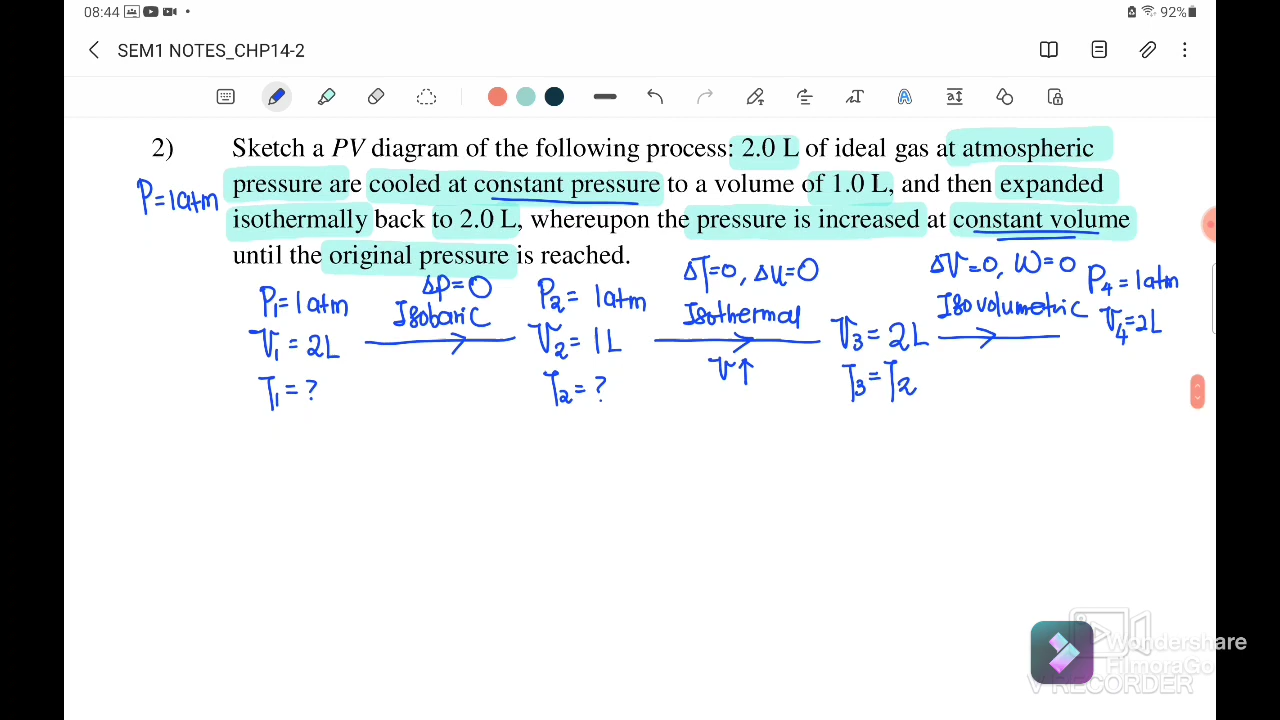 08:44
92%
SEM1 NOTES_CHP14-2
2) Sketch a PV diagram of the following process: 2.0 L of ideal gas at atmospheric
P=1atm pressure are cooled at constant pressure to a volume of 1.0 L, and then expanded
isothermally back to 2.0 L, whereupon the pressure is increased at constant volume
until the original pressure is reached.
ΔP=0 ΔT=0, ΔU=0 ΔV=0, W=0
P1=1atm Isobaric P2= 1atm Isothermal Isovolumetric P4=1atm
V1=2L V2=1L V↑ V3=2L V4=2L
T1=? T2=? T3=T2
Wondershare
FilmoraGo
V RECORDER